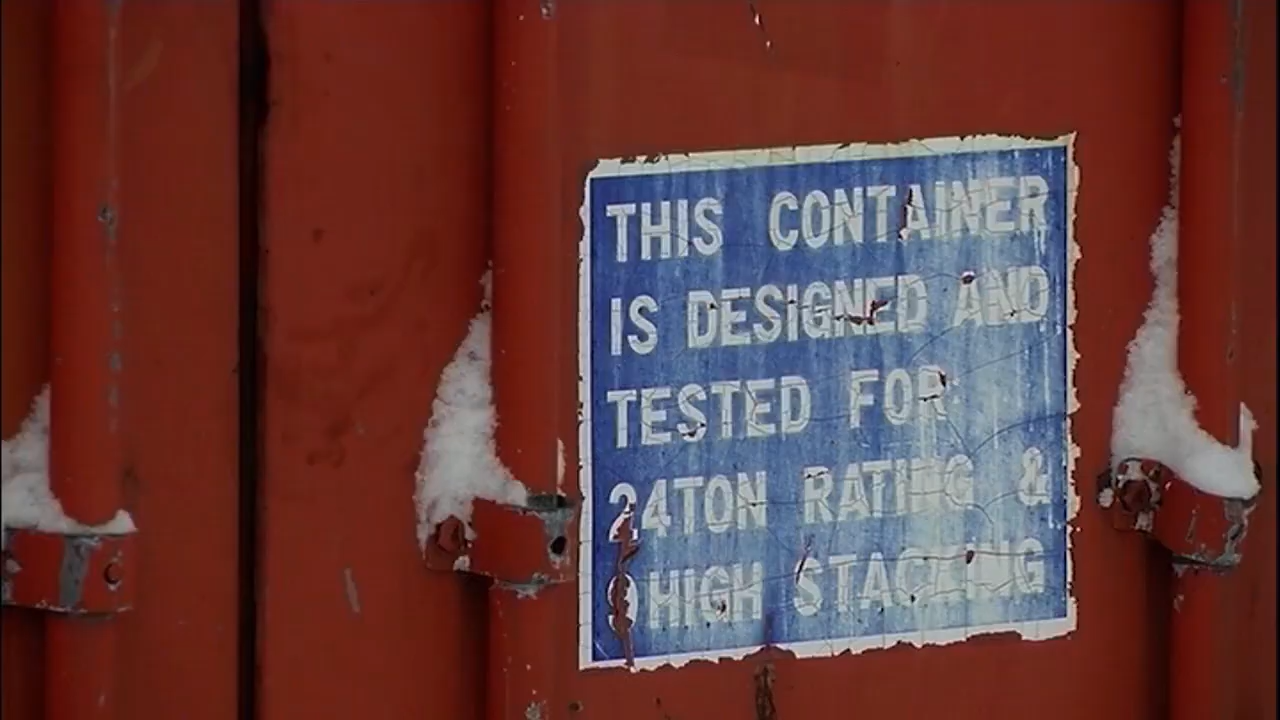 THIS CONTAINER
IS DESIGNED AND
TESTED FOR
24TON RATING &
9HIGH STACKING